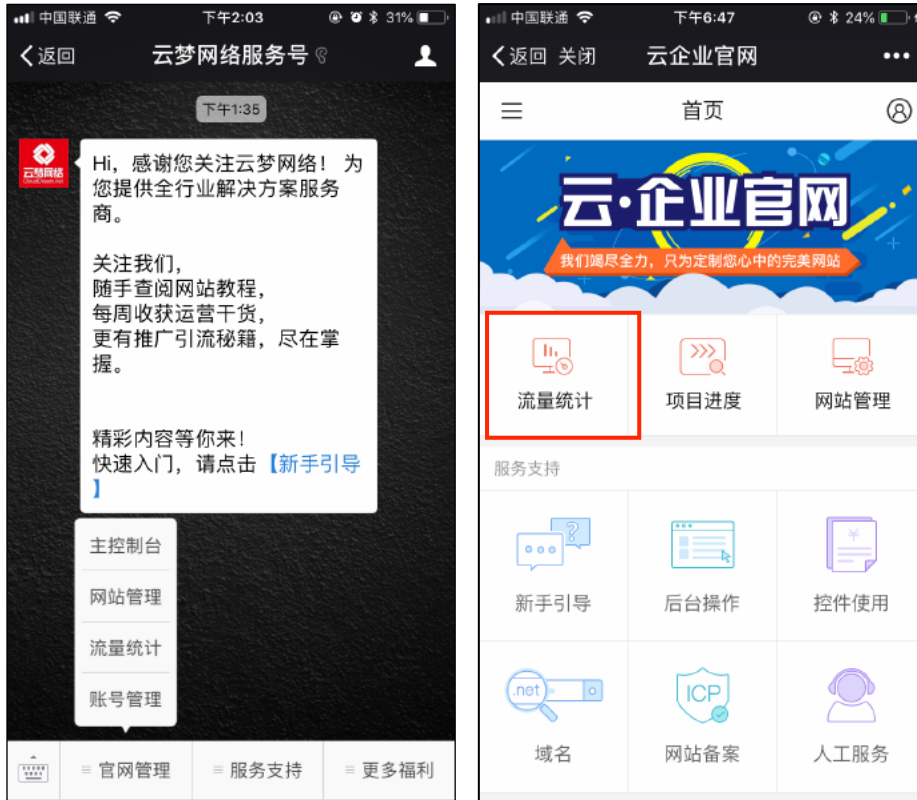 中国联通
下午2:03
31%
返回
云梦网络服务号
下午1:35
云梦网络
Hi，感谢您关注云梦网络！为
您提供全行业解决方案服务
商。
关注我们，
随手查阅网站教程，
每周收获运营干货，
更有推广引流秘籍，尽在掌
握。
精彩内容等你来！
快速入门，请点击【新手引导
】
主控制台
网站管理
流量统计
账号管理
官网管理
服务支持
更多福利
中国联通
下午6:47
24%
返回 关闭
云企业官网
首页
云·企业官网
我们竭尽全力，只为定制您心中的完美网站
流量统计
项目进度
网站管理
服务支持
新手引导
后台操作
控件使用
.net
ICP
域名
网站备案
人工服务